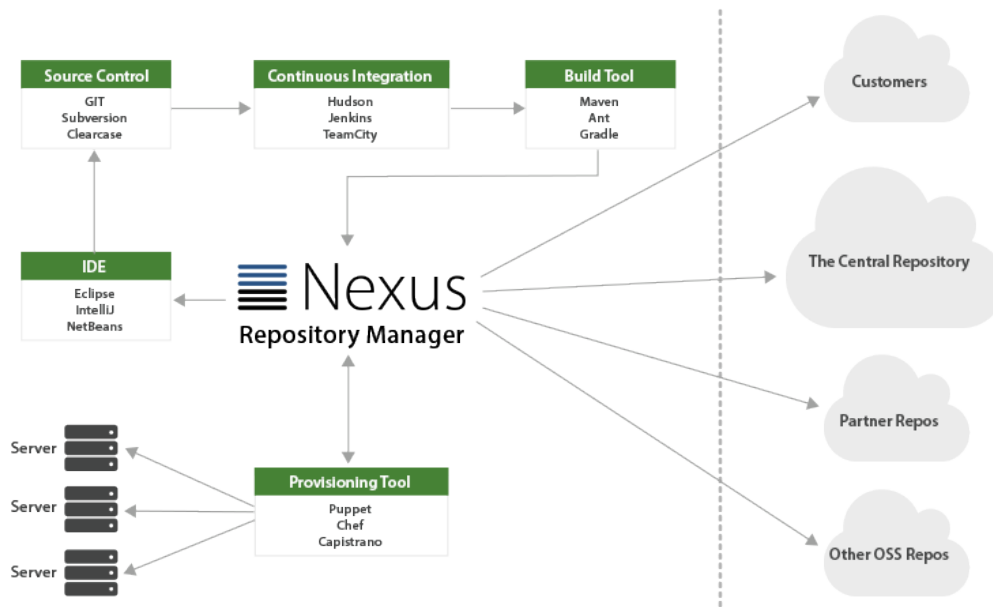 Source Control
GIT
Subversion
Clearcase
Continuous Integration
Hudson
Jenkins
TeamCity
Build Tool
Maven
Ant
Gradle
Customers
IDE
Eclipse
IntelliJ
NetBeans
Nexus
Repository Manager
The Central Repository
Partner Repos
Server
Server
Server
Provisioning Tool
Puppet
Chef
Capistrano
Other OSS Repos